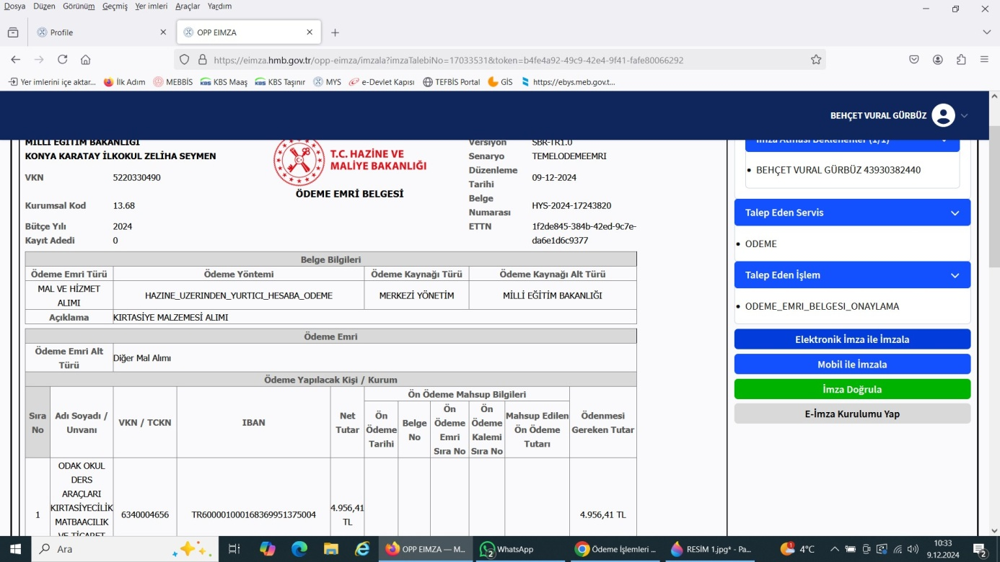 Dosya Düzen Görünüm Geçmiş Yer imleri Araçlar Yardım
Profile
OPP EIMZA
https://eimza.hmb.gov.tr/opp-eimza/imzala?imzaTalebiNo=17033531&token=b4fe4a92-49c9-42e4-9f41-fafe80066292
Yer imlerini içe aktar... İlk Adım MEBBİS KBS Maaş KBS Taşınır MYS e-Devlet Kapısı TEFBİS Portal GİS https://ebys.meb.gov.t...
BEHÇET VURAL GÜRBÜZ
MİLLİ EĞİTİM BAKANLIĞI
KONYA KARATAY İLKOKUL ZELİHA SEYMEN
VKN 5220330490
Kurumsal Kod 13.68
Bütçe Yılı 2024
Kayıt Adedi 0
T.C. HAZİNE VE
MALİYE BAKANLIĞI
ÖDEME EMRİ BELGESİ
Versiyon SBR-TR1.0
Senaryo TEMELODEMEEMRI
Düzenleme
Tarihi
09-12-2024
Belge
Numarası
HYS-2024-17243820
ETTN 1f2de845-384b-42ed-9c7e-
da6e1d6c9377
Belge Bilgileri
Ödeme Emri Türü Ödeme Yöntemi Ödeme Kaynağı Türü Ödeme Kaynağı Alt Türü
MAL VE HİZMET
ALIMI
HAZINE_UZERINDEN_YURTICI_HESABA_ODEME MERKEZİ YÖNETİM MİLLİ EĞİTİM BAKANLIĞI
Açıklama KIRTASİYE MALZEMESİ ALIMI
Ödeme Emri
Ödeme Emri Alt
Türü
Diğer Mal Alımı
Ödeme Yapılacak Kişi / Kurum
Sıra
No
Adı Soyadı /
Unvanı
VKN / TCKN
IBAN
Net
Tutar
Ön Ödeme Mahsup Bilgileri
Ön
Ödeme
Tarihi
Belge
No
Ön
Ödeme
Emri
Sıra No
Ön
Ödeme
Kalemi
Sıra No
Mahsup Edilen
Ön Ödeme
Tutarı
Ödenmesi
Gereken Tutar
1
ODAK OKUL
DERS
ARAÇLARI
KIRTASİYECİLİK
MATBAACILIK
VE TİCARET
6340004656
TR600001000168369951375004
4.956,41
TL
4.956,41 TL
İmza Atması Beklenenler (1/1)
BEHÇET VURAL GÜRBÜZ 43930382440
Talep Eden Servis
ODEME
Talep Eden İşlem
ODEME_EMRI_BELGESI_ONAYLAMA
Elektronik İmza ile İmzala
Mobil ile İmzala
İmza Doğrula
E-İmza Kurulumu Yap
Ara
OPP EIMZA — M...
2 WhatsApp
Ödeme İşlemleri ...
RESİM 1.jpg* - Pa...
1 4°C
10:33
9.12.2024
2